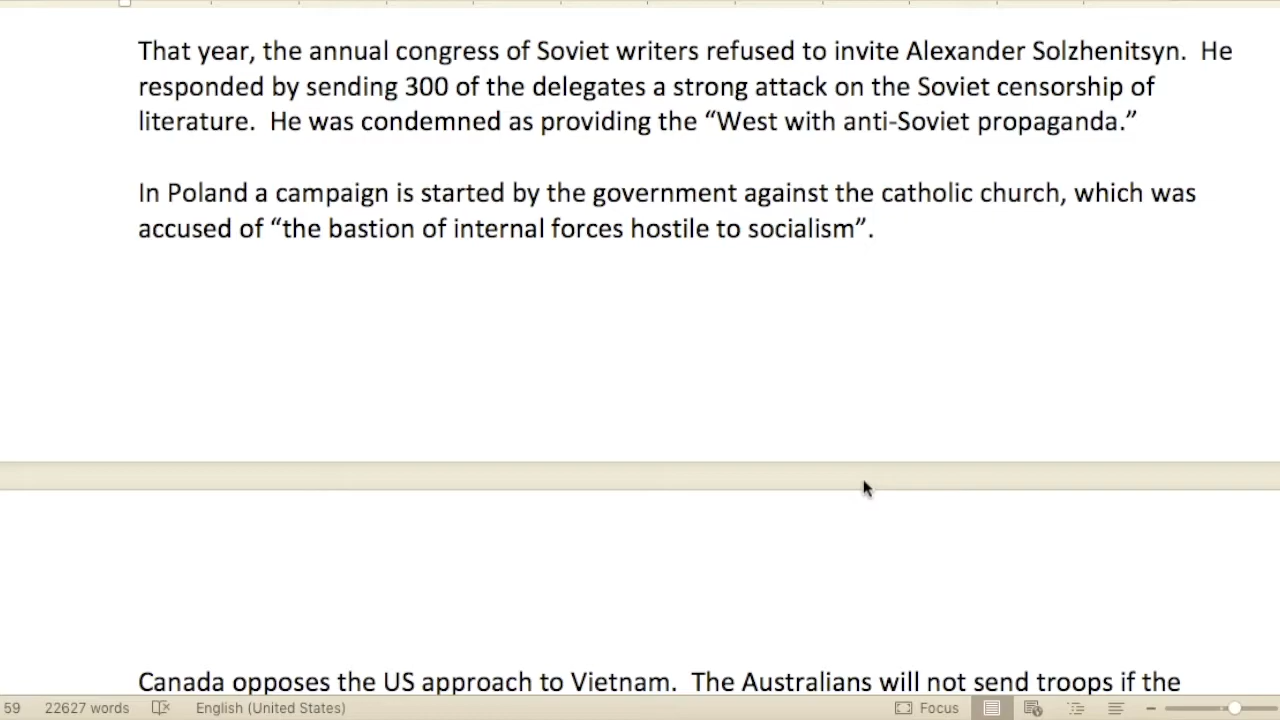 That year, the annual congress of Soviet writers refused to invite Alexander Solzhenitsyn.  He
responded by sending 300 of the delegates a strong attack on the Soviet censorship of
literature.  He was condemned as providing the “West with anti-Soviet propaganda.”
In Poland a campaign is started by the government against the catholic church, which was
accused of “the bastion of internal forces hostile to socialism”.
Canada opposes the US approach to Vietnam.  The Australians will not send troops if the
59 22627 words English (United States) Focus